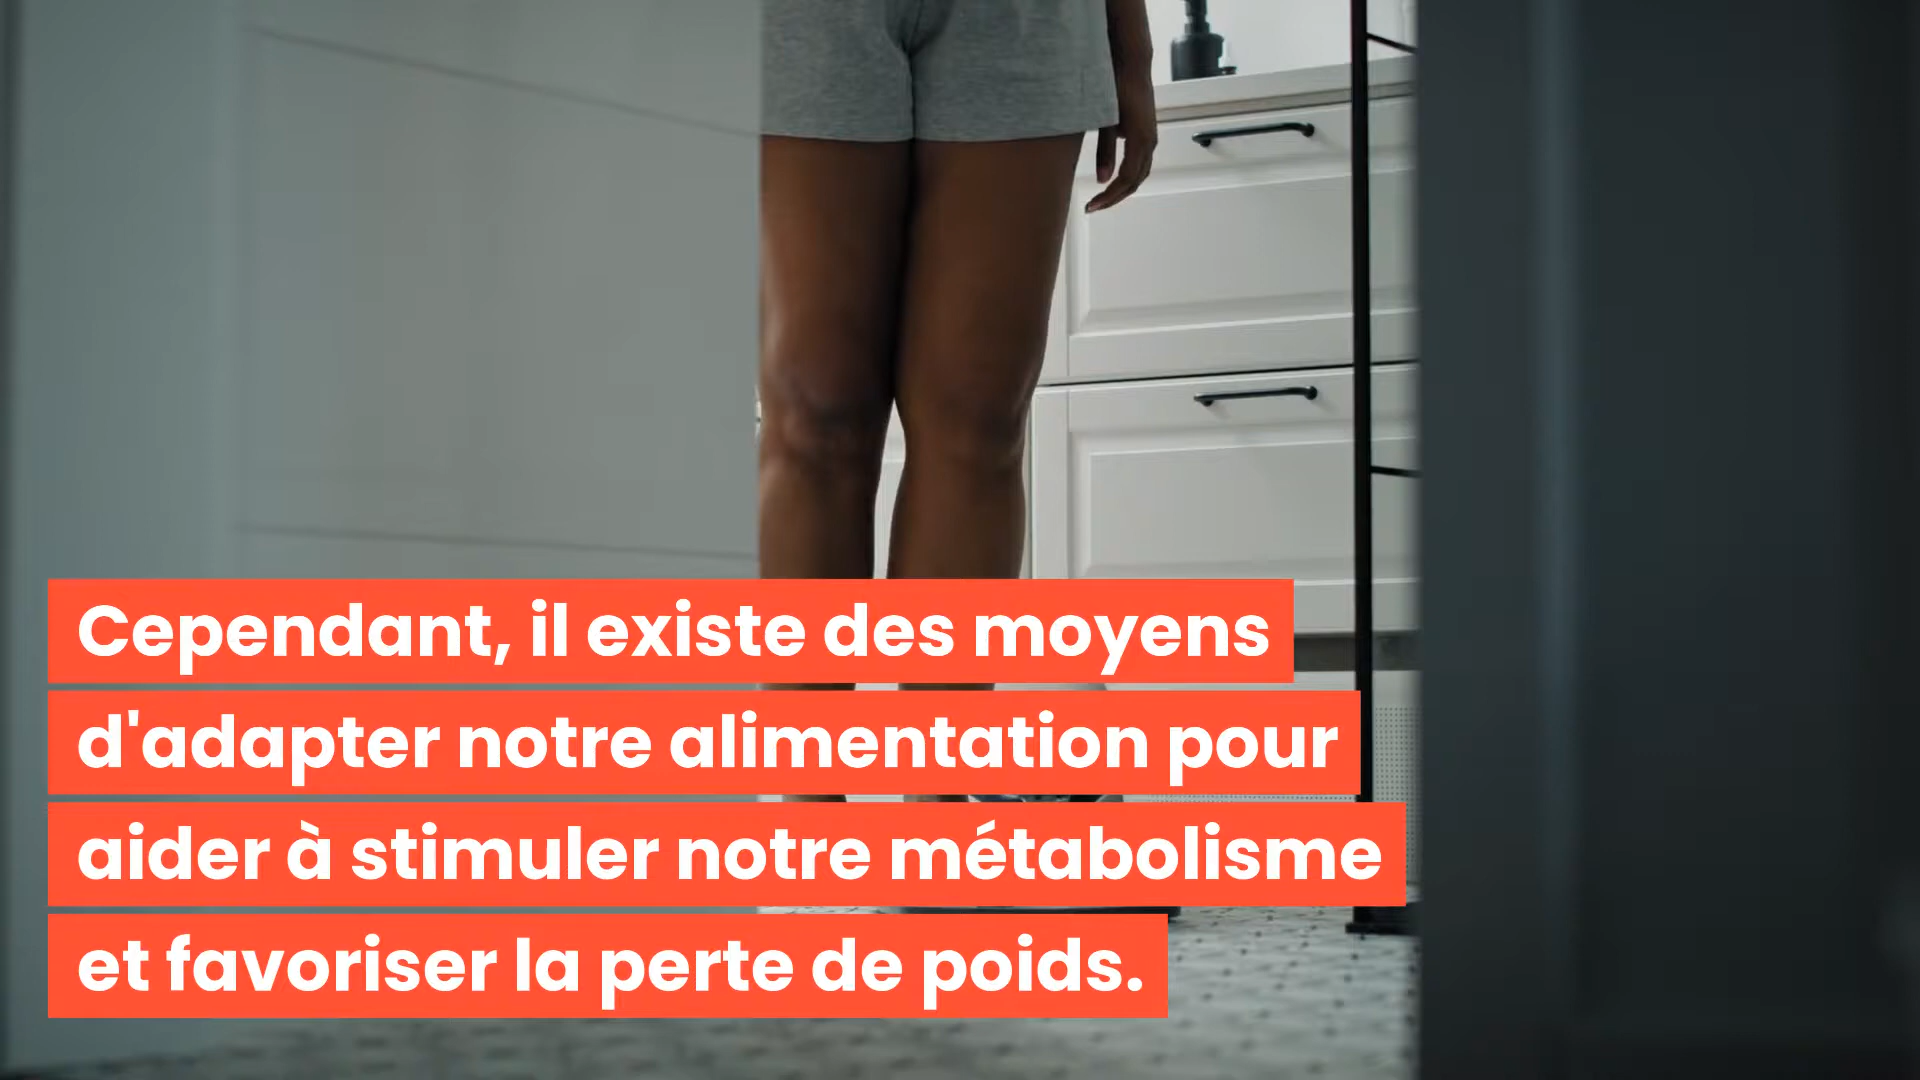 Cependant, il existe des moyens
d'adapter notre alimentation pour
aider à stimuler notre métabolisme
et favoriser la perte de poids.